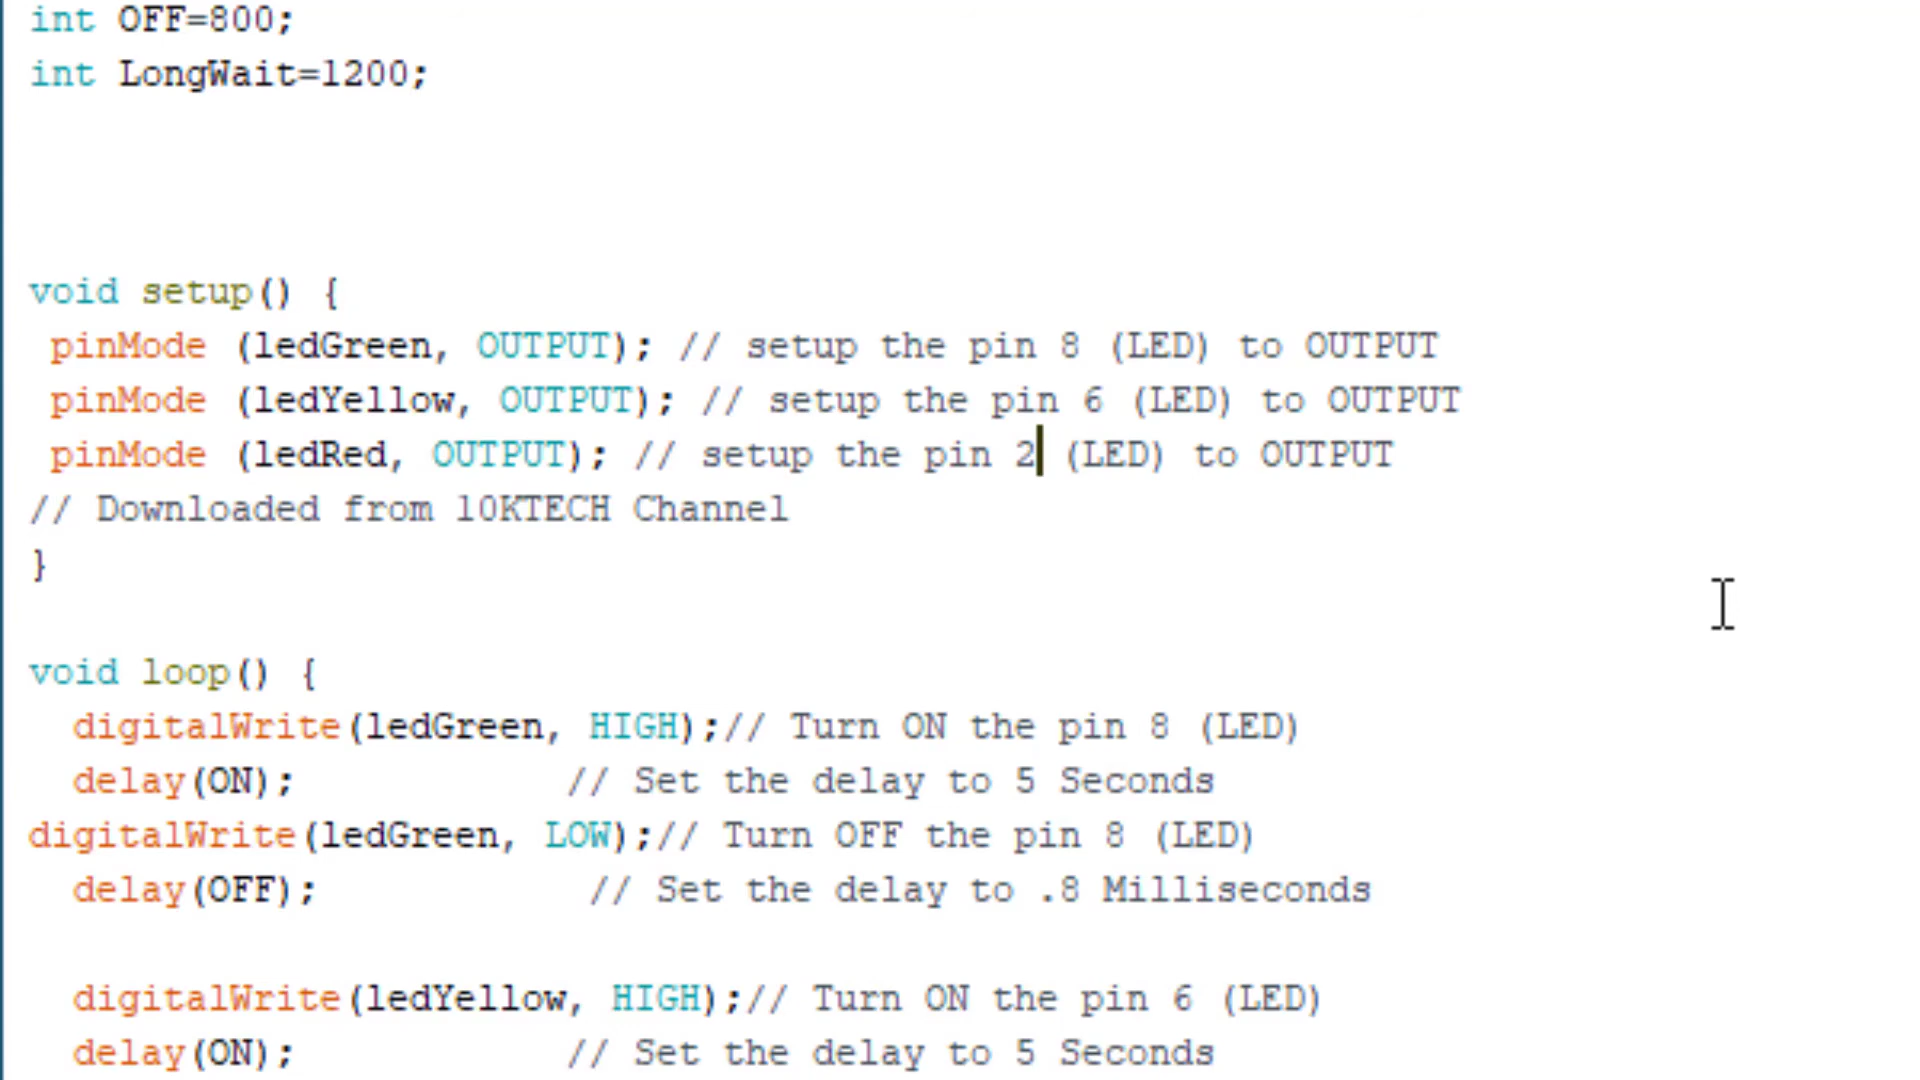 int OFF=800;
int LongWait=1200;
void setup() {
pinMode (ledGreen, OUTPUT); // setup the pin 8 (LED) to OUTPUT
pinMode (ledYellow, OUTPUT); // setup the pin 6 (LED) to OUTPUT
pinMode (ledRed, OUTPUT); // setup the pin 2 (LED) to OUTPUT
// Downloaded from 10KTECH Channel
}
void loop() {
digitalWrite(ledGreen, HIGH);// Turn ON the pin 8 (LED)
delay(ON); // Set the delay to 5 Seconds
digitalWrite(ledGreen, LOW);// Turn OFF the pin 8 (LED)
delay(OFF); // Set the delay to .8 Milliseconds
digitalWrite(ledYellow, HIGH);// Turn ON the pin 6 (LED)
delay(ON); // Set the delay to 5 Seconds